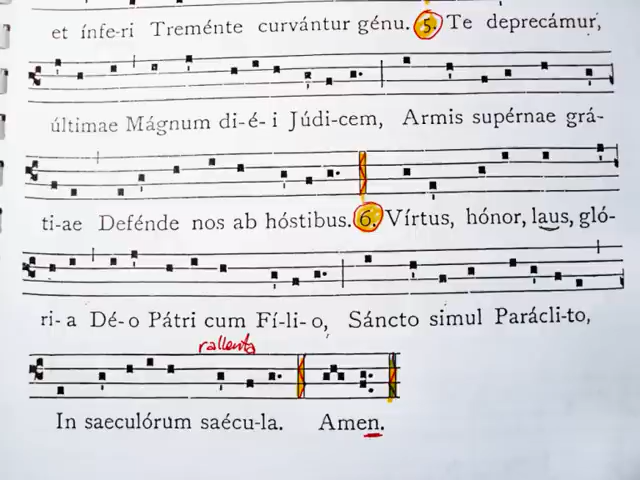 et ínfe-ri Treménte curvántur génu. 5. Te deprecámur,
últimae Mágnum di-é-i Júdi-cem, Armis supérnae grá-
ti-ae Defénde nos ab hóstibus. 6. Vírtus, hónor, laus, gló-
ri-a Dé-o Pátri cum Fí-li-o, Sáncto simul Parácli-to,
rallenta
In saeculórum saécu-la. Amen.